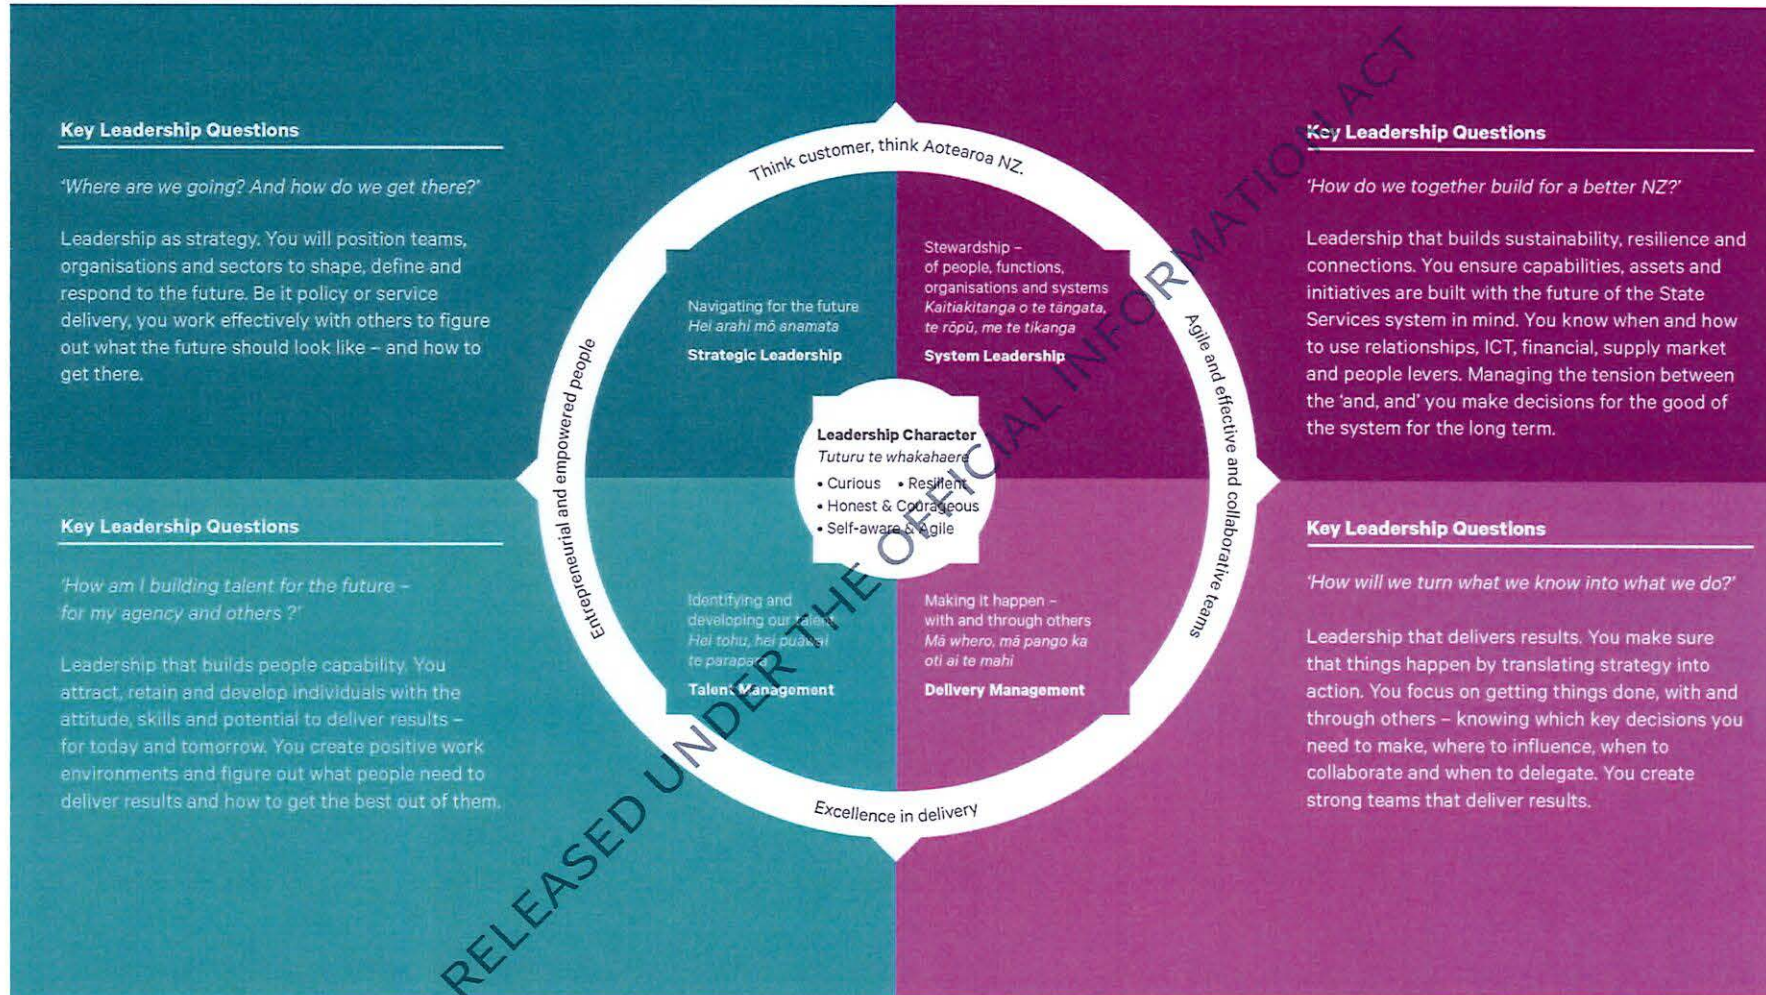 Key Leadership Questions
'Where are we going? And how do we get there?'
Leadership as strategy. You will position teams,
organisations and sectors to shape, define and
respond to the future. Be it policy or service
delivery, you work effectively with others to figure
out what the future should look like – and how to
get there.
Key Leadership Questions
'How do we together build for a better NZ?'
Leadership that builds sustainability, resilience and
connections. You ensure capabilities, assets and
initiatives are built with the future of the State
Services system in mind. You know when and how
to use relationships, ICT, financial, supply market
and people levers. Managing the tension between
the 'and, and' you make decisions for the good of
the system for the long term.
Think customer, think Aotearoa NZ.
Entrepreneurial and empowered people
Agile and effective and collaborative teams
Excellence in delivery
Navigating for the future
Hei arahi mō anamata
Strategic Leadership
Stewardship –
of people, functions,
organisations and systems
Kaitiakitanga o te tāngata,
te rōpū, me te tikanga
System Leadership
Leadership Character
Tuturu te whakahaere
• Curious • Resilient
• Honest & Courageous
• Self-aware & Agile
Identifying and
developing our talent
Hei tohu, hei puāwai
te parapara
Talent Management
Making it happen –
with and through others
Mā whero, mā pango ka
oti ai te mahi
Delivery Management
Key Leadership Questions
'How am I building talent for the future –
for my agency and others ?'
Leadership that builds people capability. You
attract, retain and develop individuals with the
attitude, skills and potential to deliver results –
for today and tomorrow. You create positive work
environments and figure out what people need to
deliver results and how to get the best out of them.
Key Leadership Questions
'How will we turn what we know into what we do?'
Leadership that delivers results. You make sure
that things happen by translating strategy into
action. You focus on getting things done, with and
through others – knowing which key decisions you
need to make, where to influence, when to
collaborate and when to delegate. You create
strong teams that deliver results.
RELEASED UNDER THE OFFICIAL INFORMATION ACT